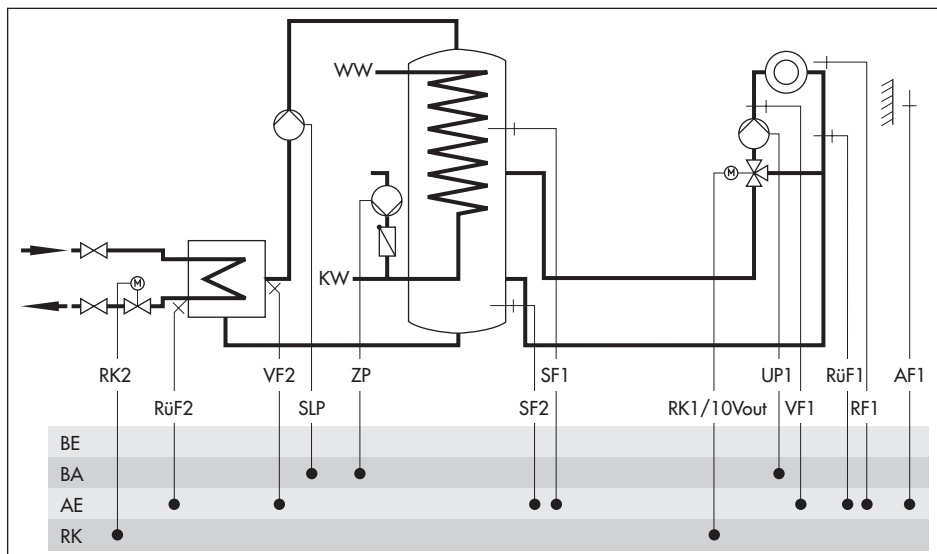 WW
M
KW
M
RK2
VF2
ZP
SF1
UP1
RüF1
AF1
RüF2
SLP
SF2
RK1/10Vout
VF1
RF1
BE
BA
AE
RK